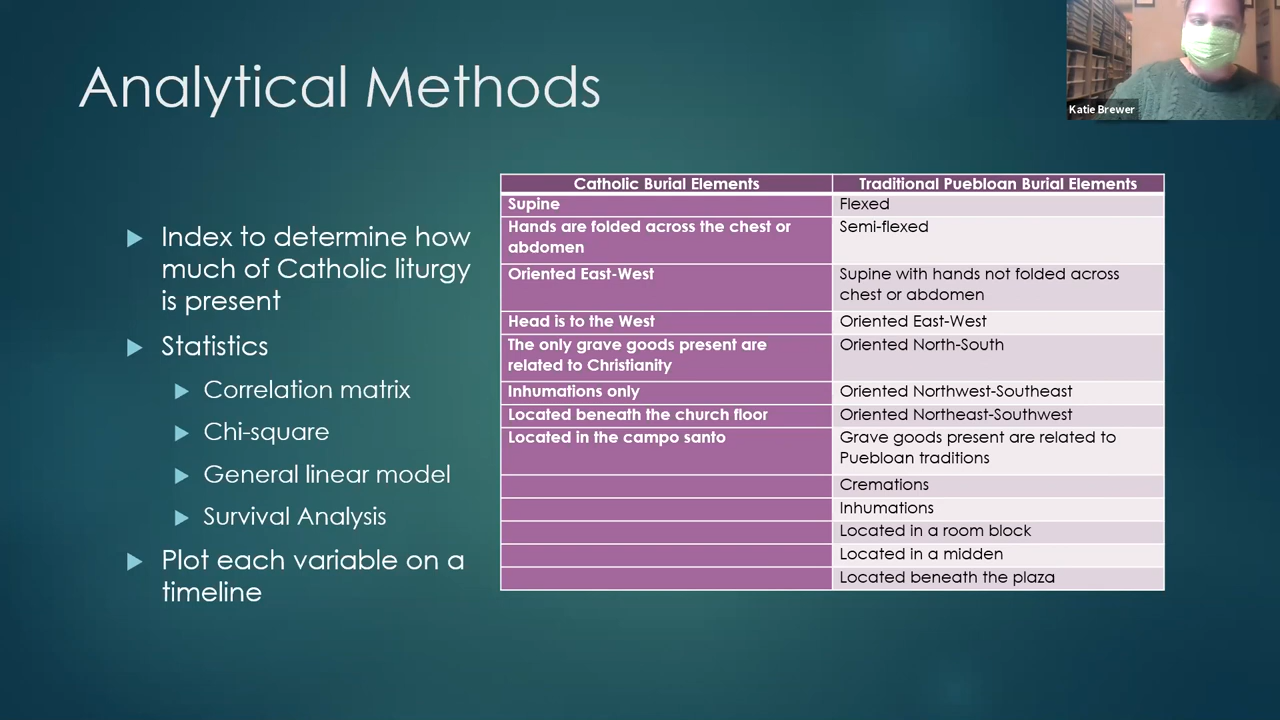 Analytical Methods
Katie Brewer
Index to determine how
much of Catholic liturgy
is present
Statistics
Correlation matrix
Chi-square
General linear model
Survival Analysis
Plot each variable on a
timeline
Catholic Burial Elements
Traditional Puebloan Burial Elements
Supine
Flexed
Hands are folded across the chest or
abdomen
Semi-flexed
Oriented East-West
Supine with hands not folded across
chest or abdomen
Head is to the West
Oriented East-West
The only grave goods present are
related to Christianity
Oriented North-South
Inhumations only
Oriented Northwest-Southeast
Located beneath the church floor
Oriented Northeast-Southwest
Located in the campo santo
Grave goods present are related to
Puebloan traditions
Cremations
Inhumations
Located in a room block
Located in a midden
Located beneath the plaza